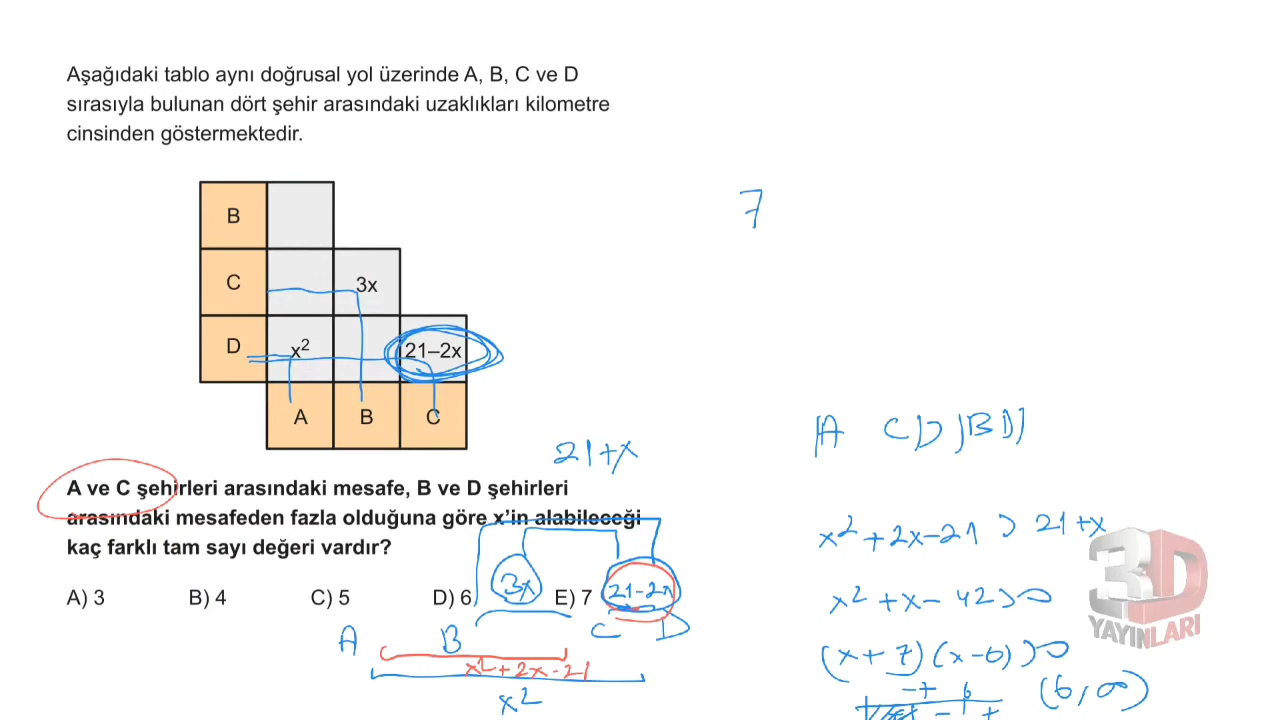 Aşağıdaki tablo aynı doğrusal yol üzerinde A, B, C ve D
sırasıyla bulunan dört şehir arasındaki uzaklıkları kilometre
cinsinden göstermektedir.
7
B
C 3x
D x² 21–2x
A B C
|A C|D |BD|
21+x
A ve C şehirleri arasındaki mesafe, B ve D şehirleri
arasındaki mesafeden fazla olduğuna göre x'in alabileceği
kaç farklı tam sayı değeri vardır?
A) 3 B) 4 C) 5 D) 6 E) 7
3x 21-2x
A B C D
x²+2x-21
x²
x²+2x-21 > 21+x
x²+x-42>0
(x+7)(x-6)>0
-7 6 (6,∞)
+ - +
3D
YAYINLARI